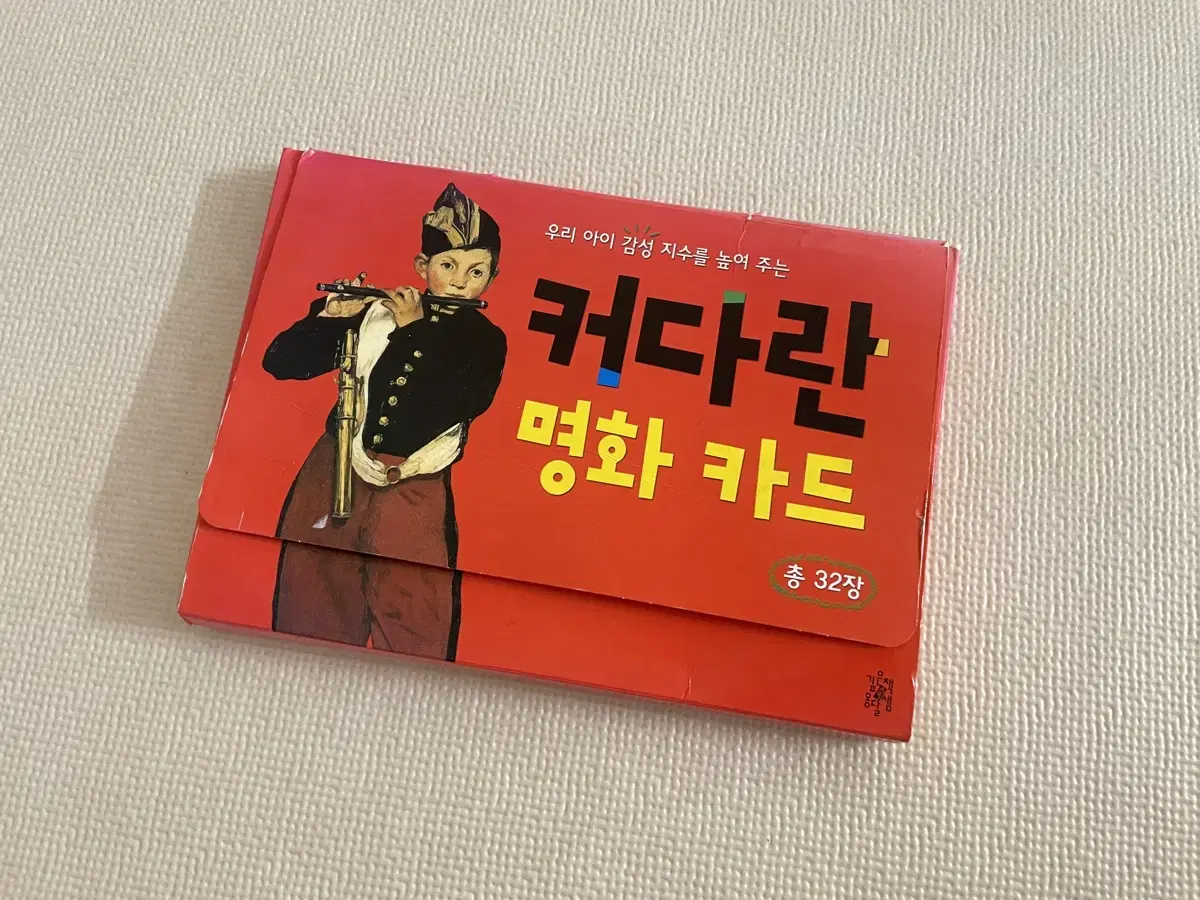 우리 아이 감성 지수를 높여 주는
커다란
명화 카드
총 32장